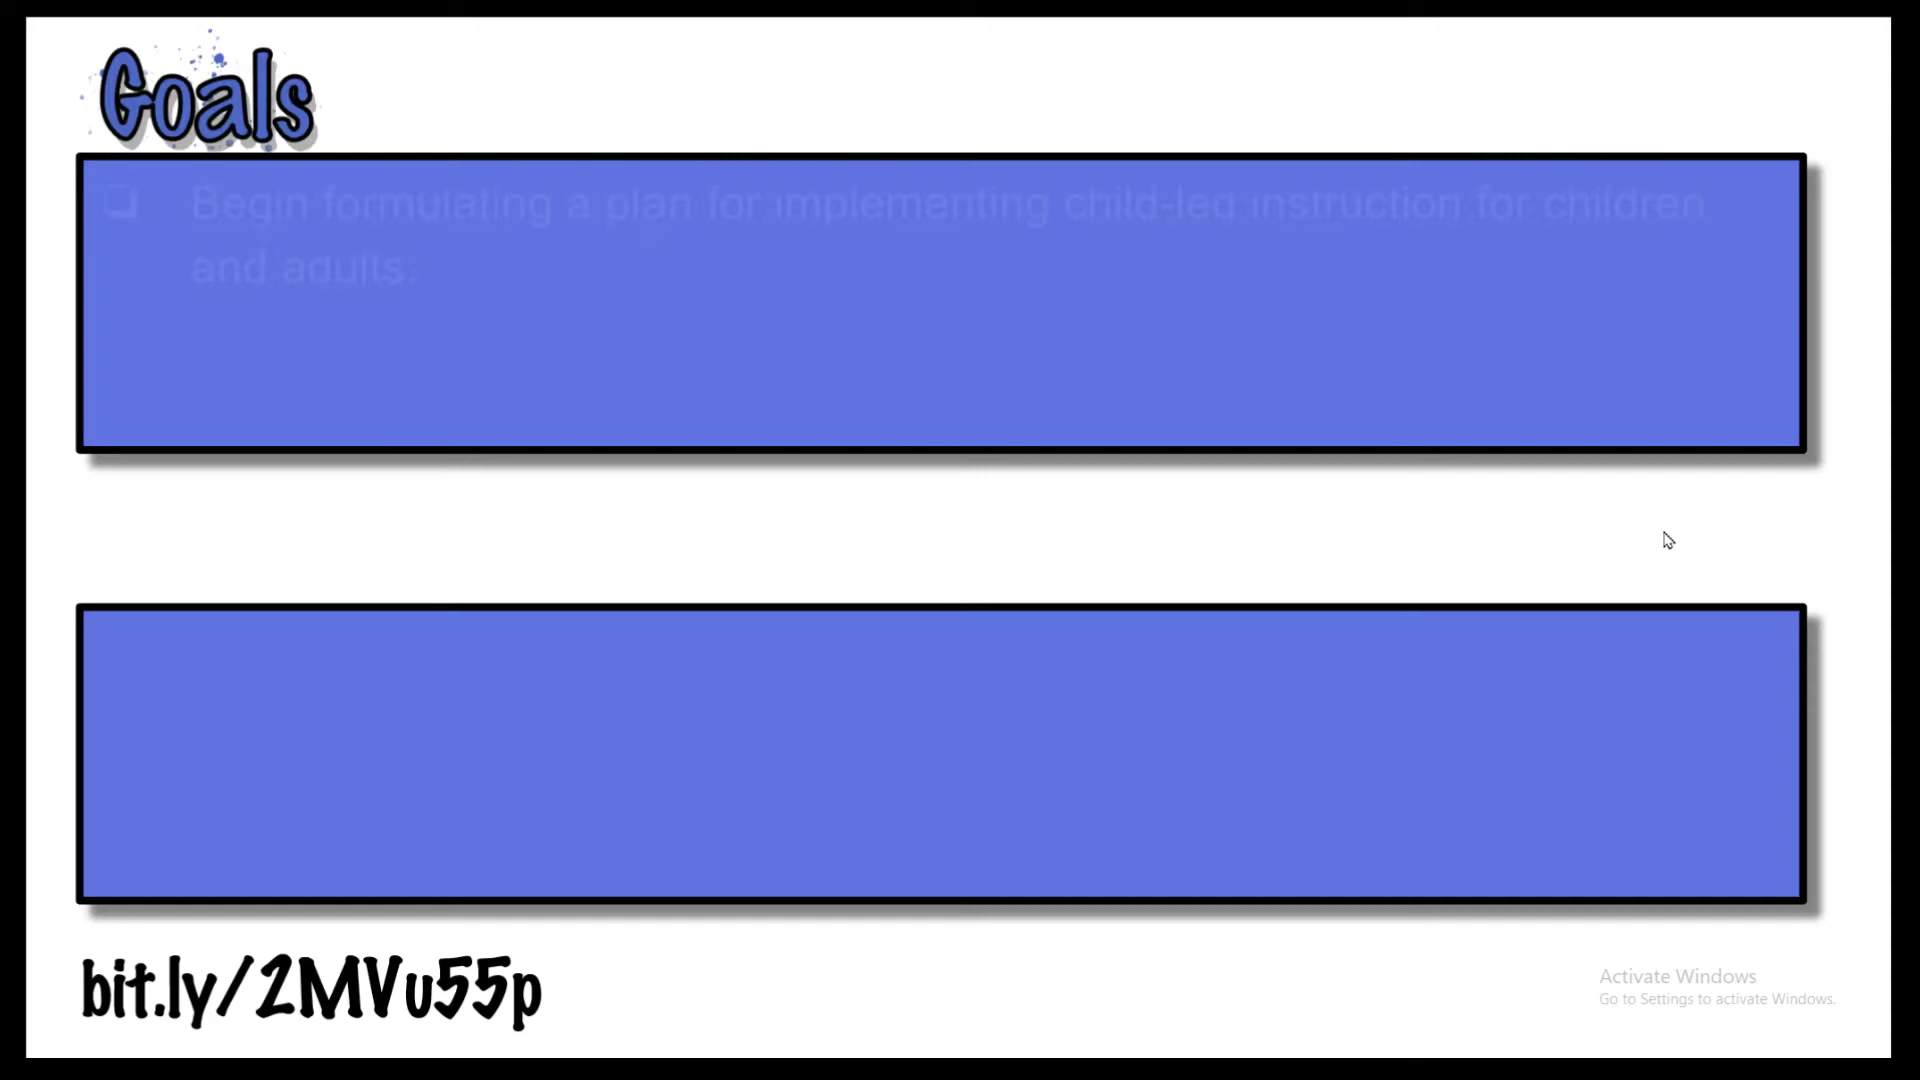 Goals
❑ Begin formulating a plan for implementing child-led instruction for children
and adults.
bit.ly/2MVu55p
Activate Windows
Go to Settings to activate Windows.